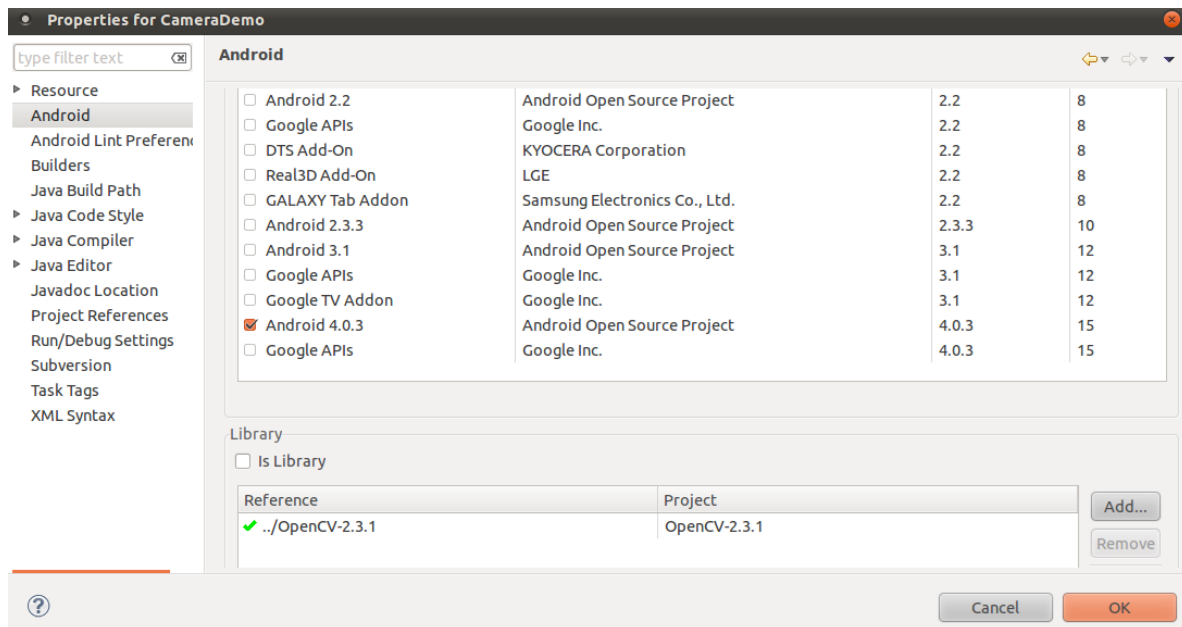 Properties for CameraDemo
type filter text
Android
Resource
Android
Android Lint Preferen
Builders
Java Build Path
Java Code Style
Java Compiler
Java Editor
Javadoc Location
Project References
Run/Debug Settings
Subversion
Task Tags
XML Syntax
Android 2.2 Android Open Source Project 2.2 8
Google APIs Google Inc. 2.2 8
DTS Add-On KYOCERA Corporation 2.2 8
Real3D Add-On LGE 2.2 8
GALAXY Tab Addon Samsung Electronics Co., Ltd. 2.2 8
Android 2.3.3 Android Open Source Project 2.3.3 10
Android 3.1 Android Open Source Project 3.1 12
Google APIs Google Inc. 3.1 12
Google TV Addon Google Inc. 3.1 12
Android 4.0.3 Android Open Source Project 4.0.3 15
Google APIs Google Inc. 4.0.3 15
Library
Is Library
Reference Project
../OpenCV-2.3.1 OpenCV-2.3.1
Add...
Remove
?
Cancel OK